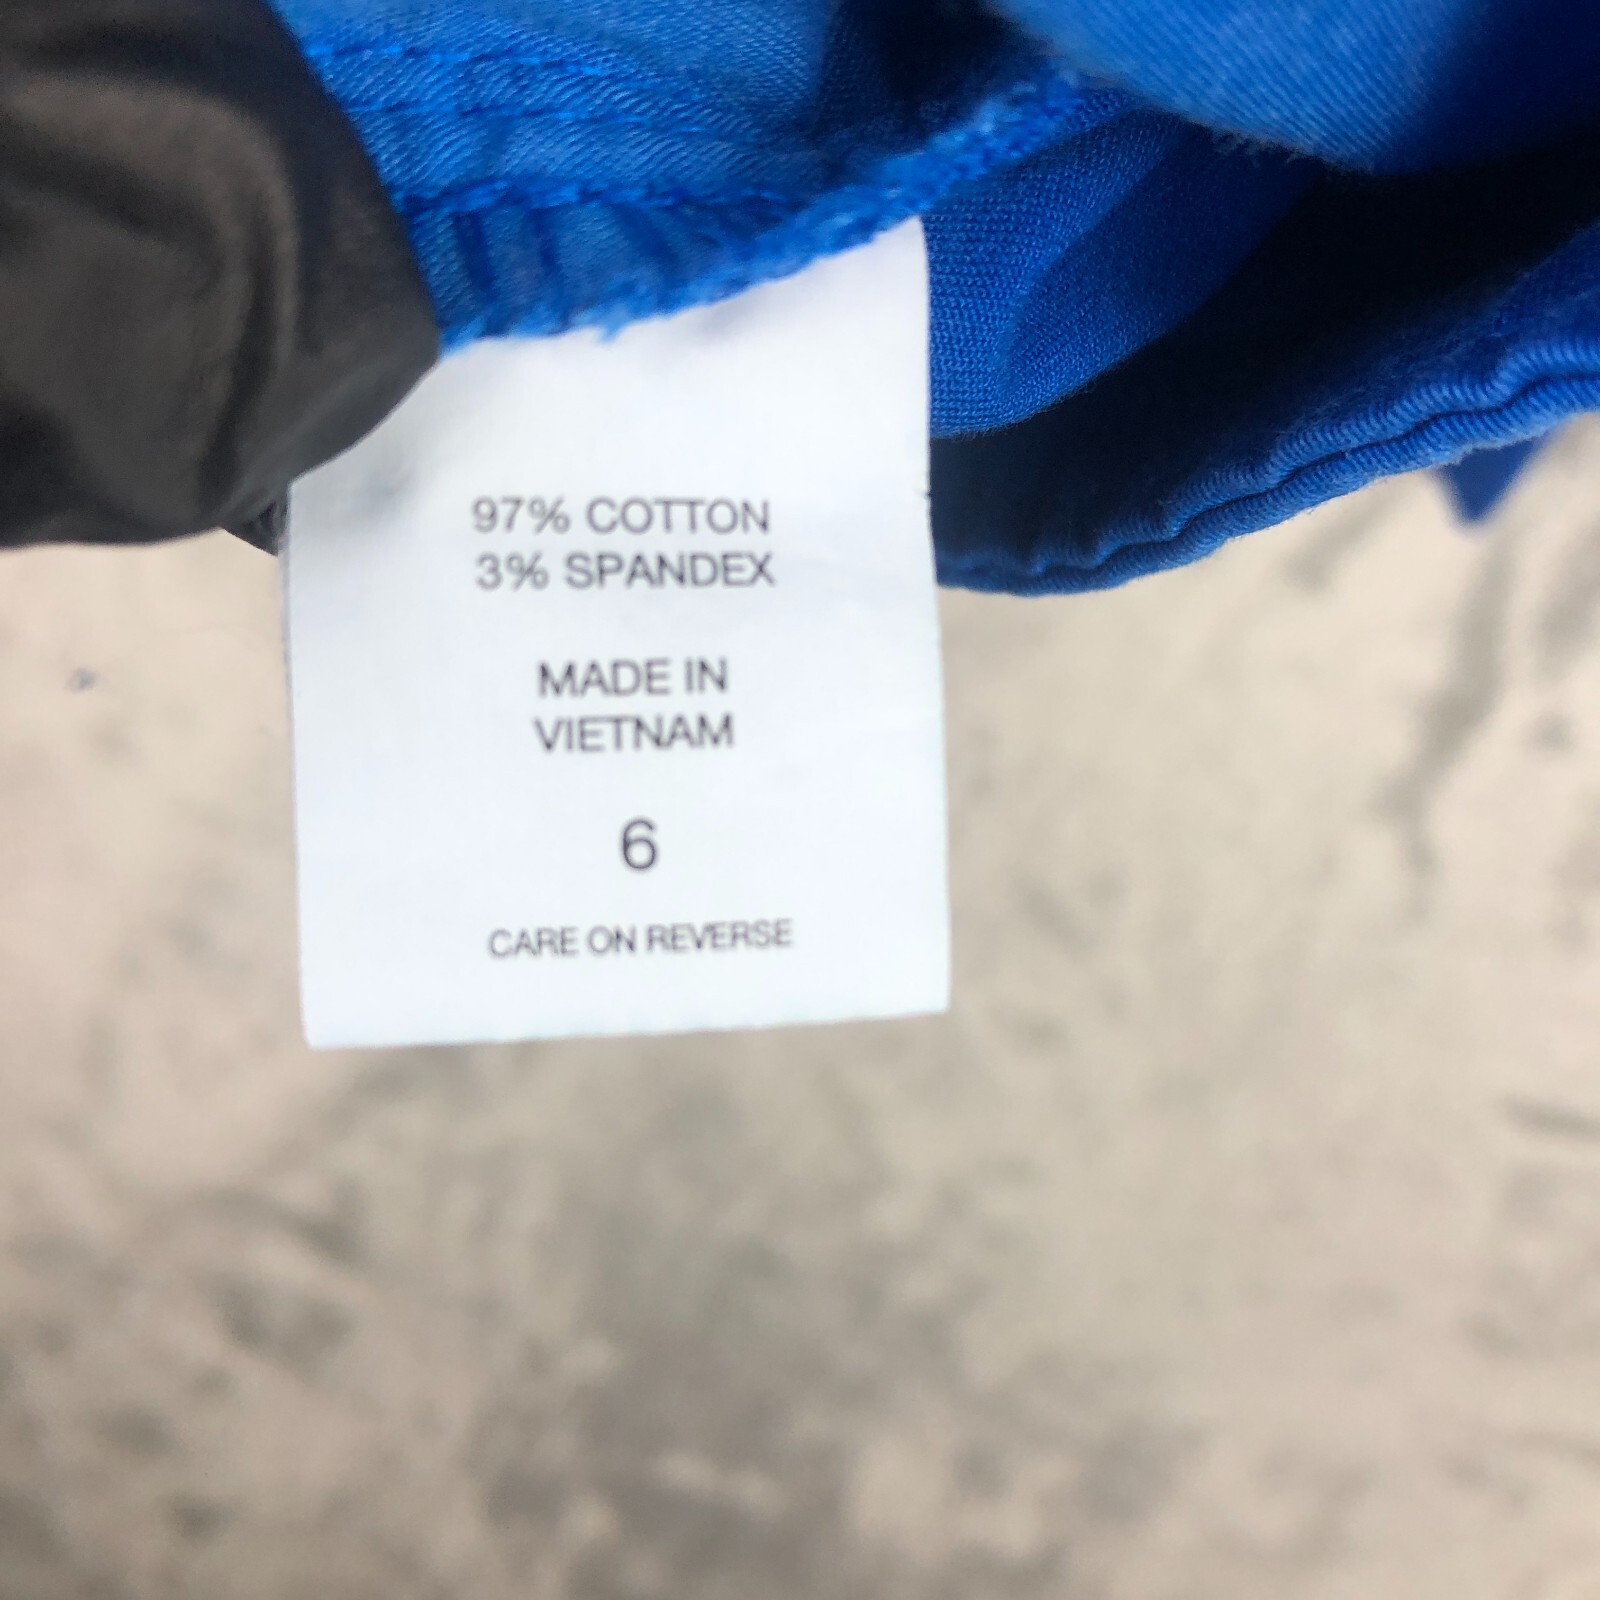 97% COTTON
3% SPANDEX
MADE IN
VIETNAM
6
CARE ON REVERSE